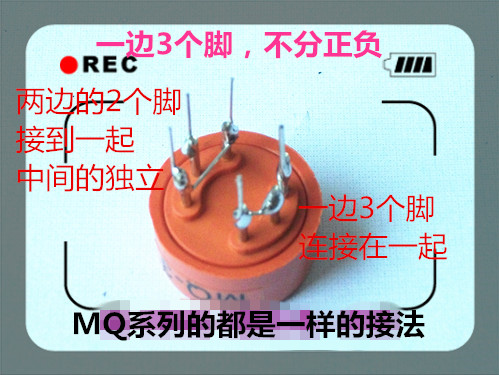 一边3个脚，不分正负
REC
两边的2个脚
接到一起
中间的独立
一边3个脚
连接在一起
MQ系列的都是一样的接法